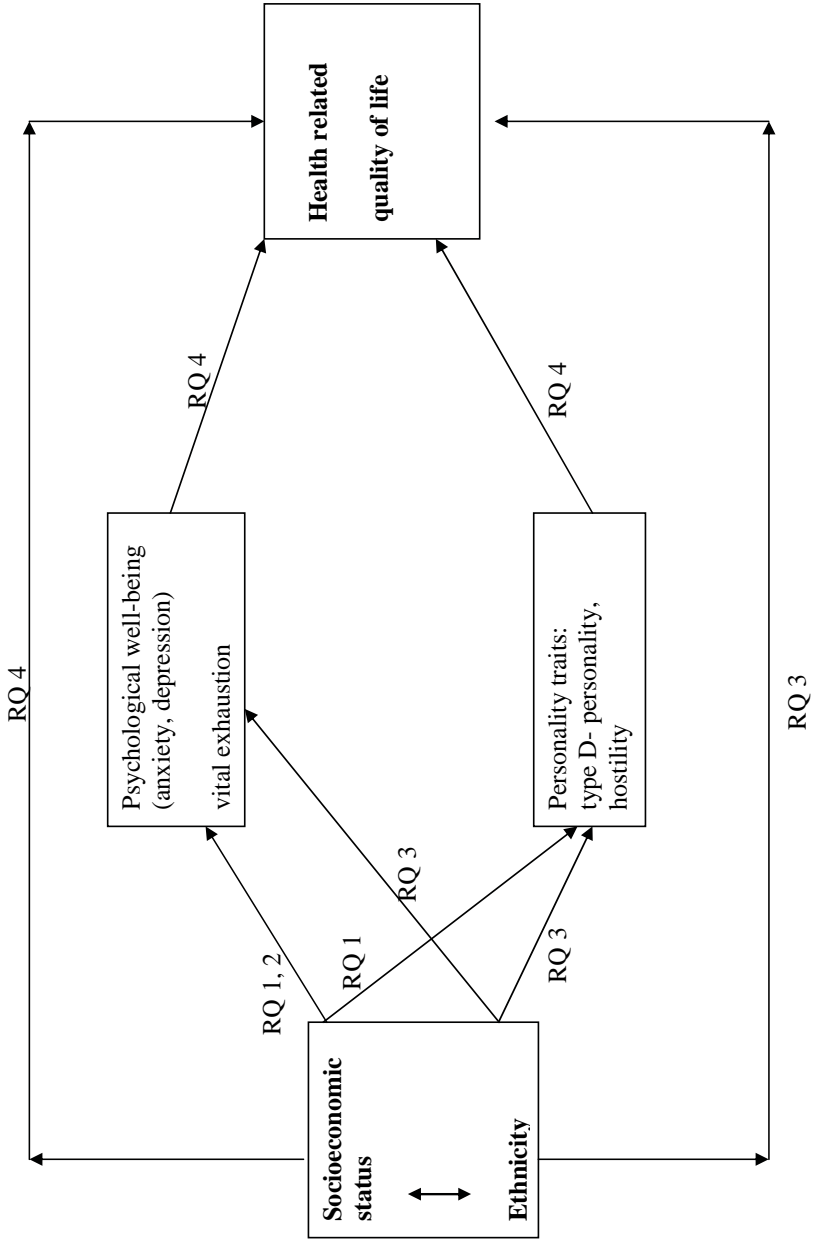 Socioeconomic
status
Ethnicity
RQ 1, 2
RQ 1
RQ 3
RQ 3
RQ 4
Psychological well-being
(anxiety, depression)
vital exhaustion
Personality traits:
type D- personality,
hostility
RQ 3
RQ 4
RQ 4
Health related
quality of life